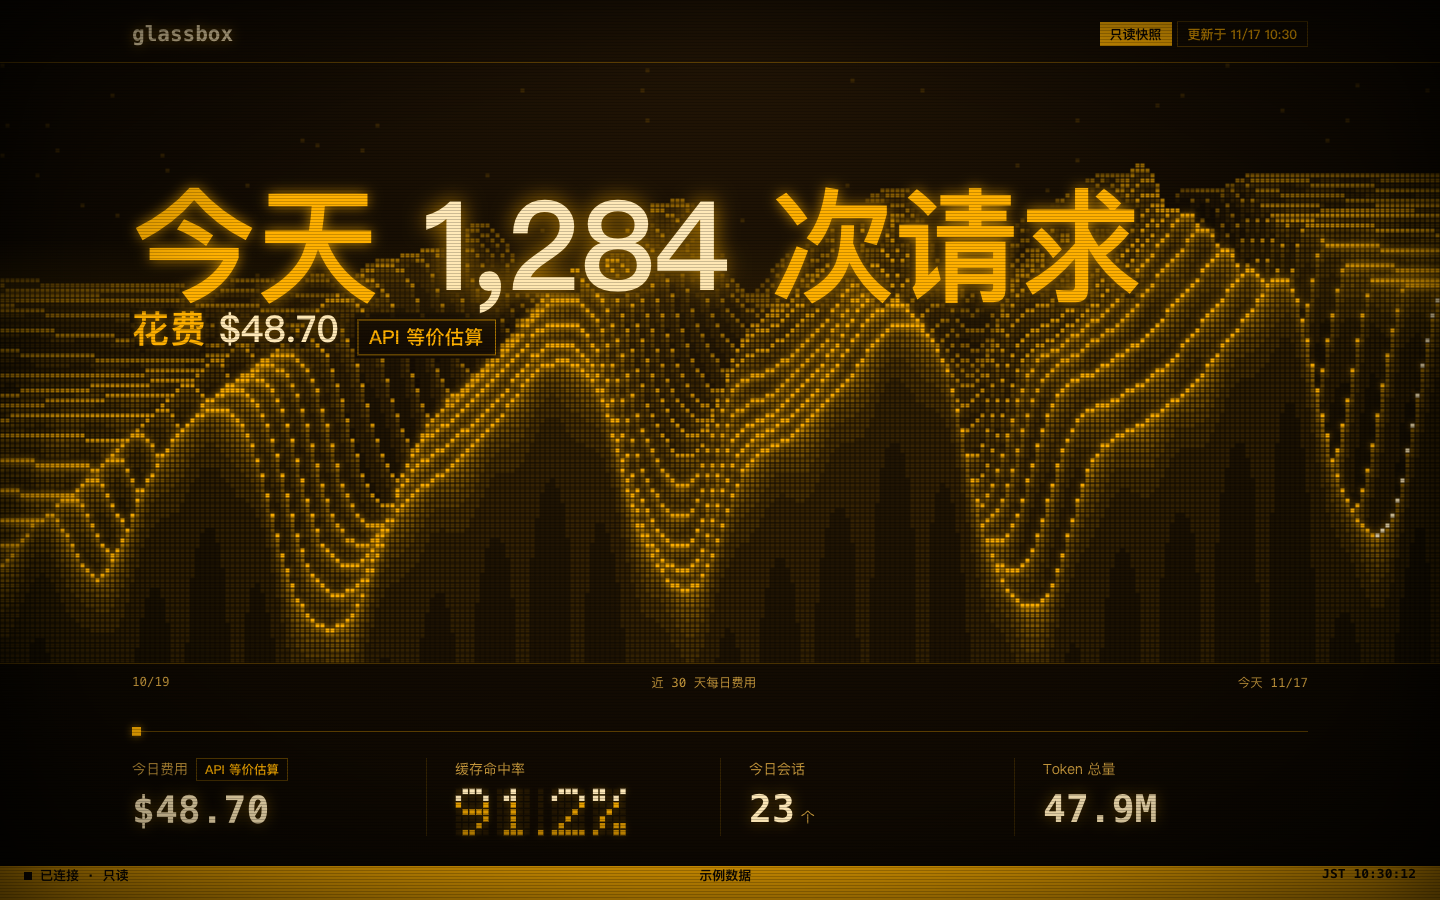 glassbox
只读快照 更新于 11/17 10:30
今天 1,284 次请求
花费 $48.70 API 等价估算
10/19 近 30 天每日费用 今天 11/17
今日费用 API 等价估算 缓存命中率 今日会话 Token 总量
$48.70 91.2% 23 个 47.9M
已连接 · 只读 示例数据 JST 10:30:12